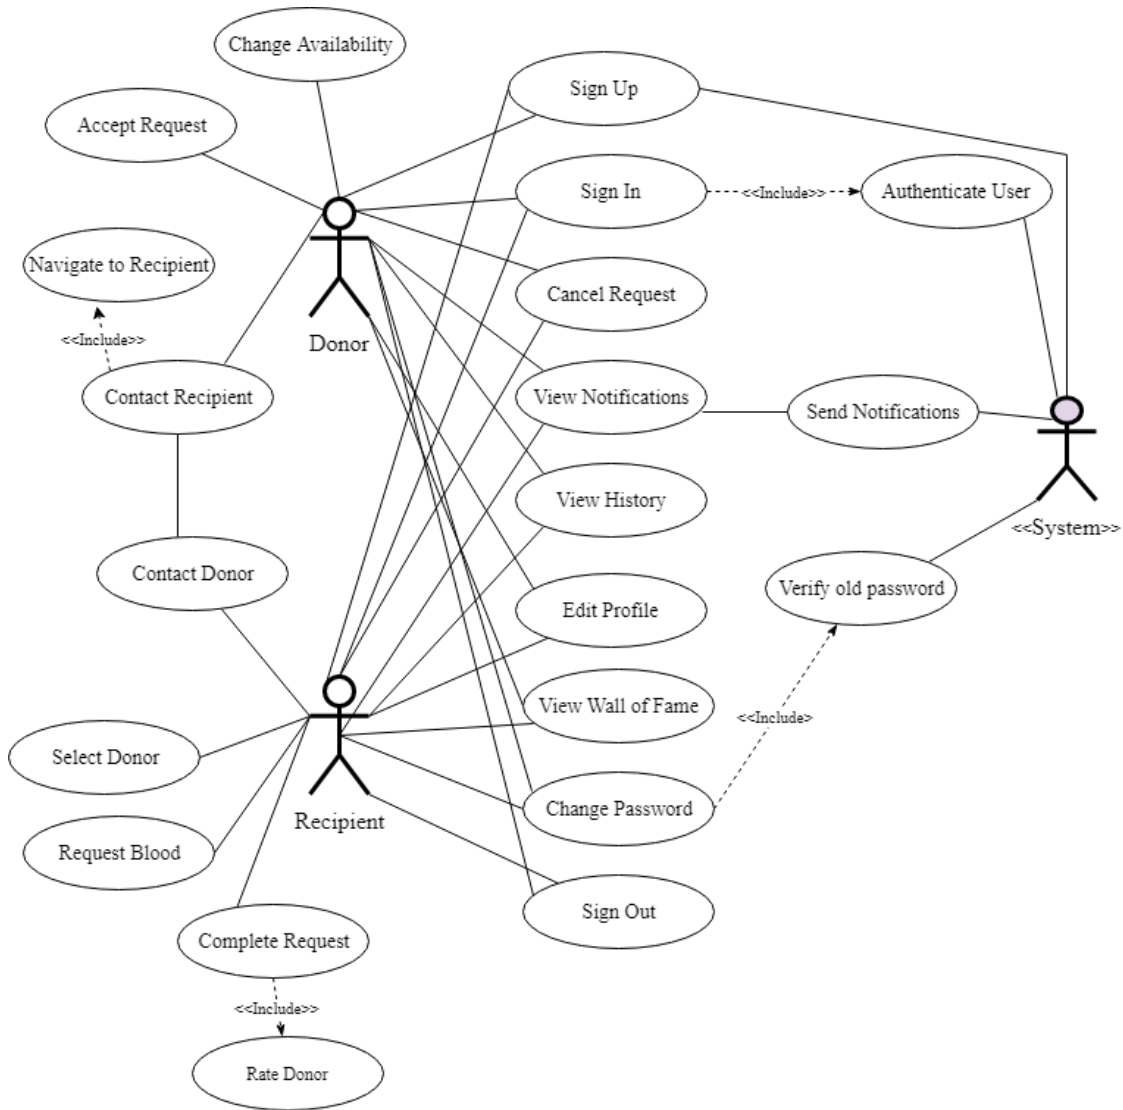 Change Availability
Sign Up
Accept Request
Sign In
<<Include>>
Authenticate User
Navigate to Recipient
Cancel Request
<<Include>>
Donor
Contact Recipient
View Notifications
Send Notifications
View History
<<System>>
Contact Donor
Verify old password
Edit Profile
View Wall of Fame
<<Include>
Select Donor
Change Password
Recipient
Request Blood
Sign Out
Complete Request
<<Include>>
Rate Donor